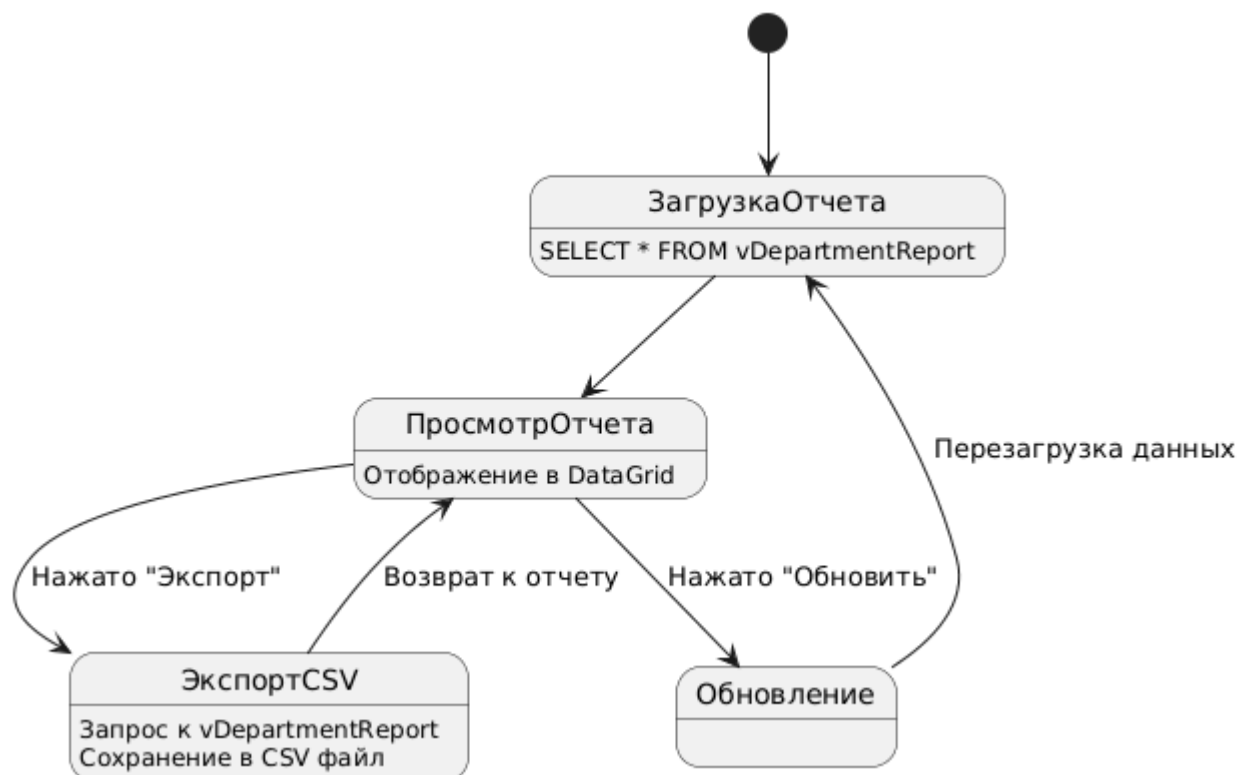 ЗагрузкаОтчета
SELECT * FROM vDepartmentReport
ПросмотрОтчета
Отображение в DataGrid
Перезагрузка данных
Нажато "Экспорт"
Возврат к отчету
Нажато "Обновить"
ЭкспортCSV
Запрос к vDepartmentReport
Сохранение в CSV файл
Обновление